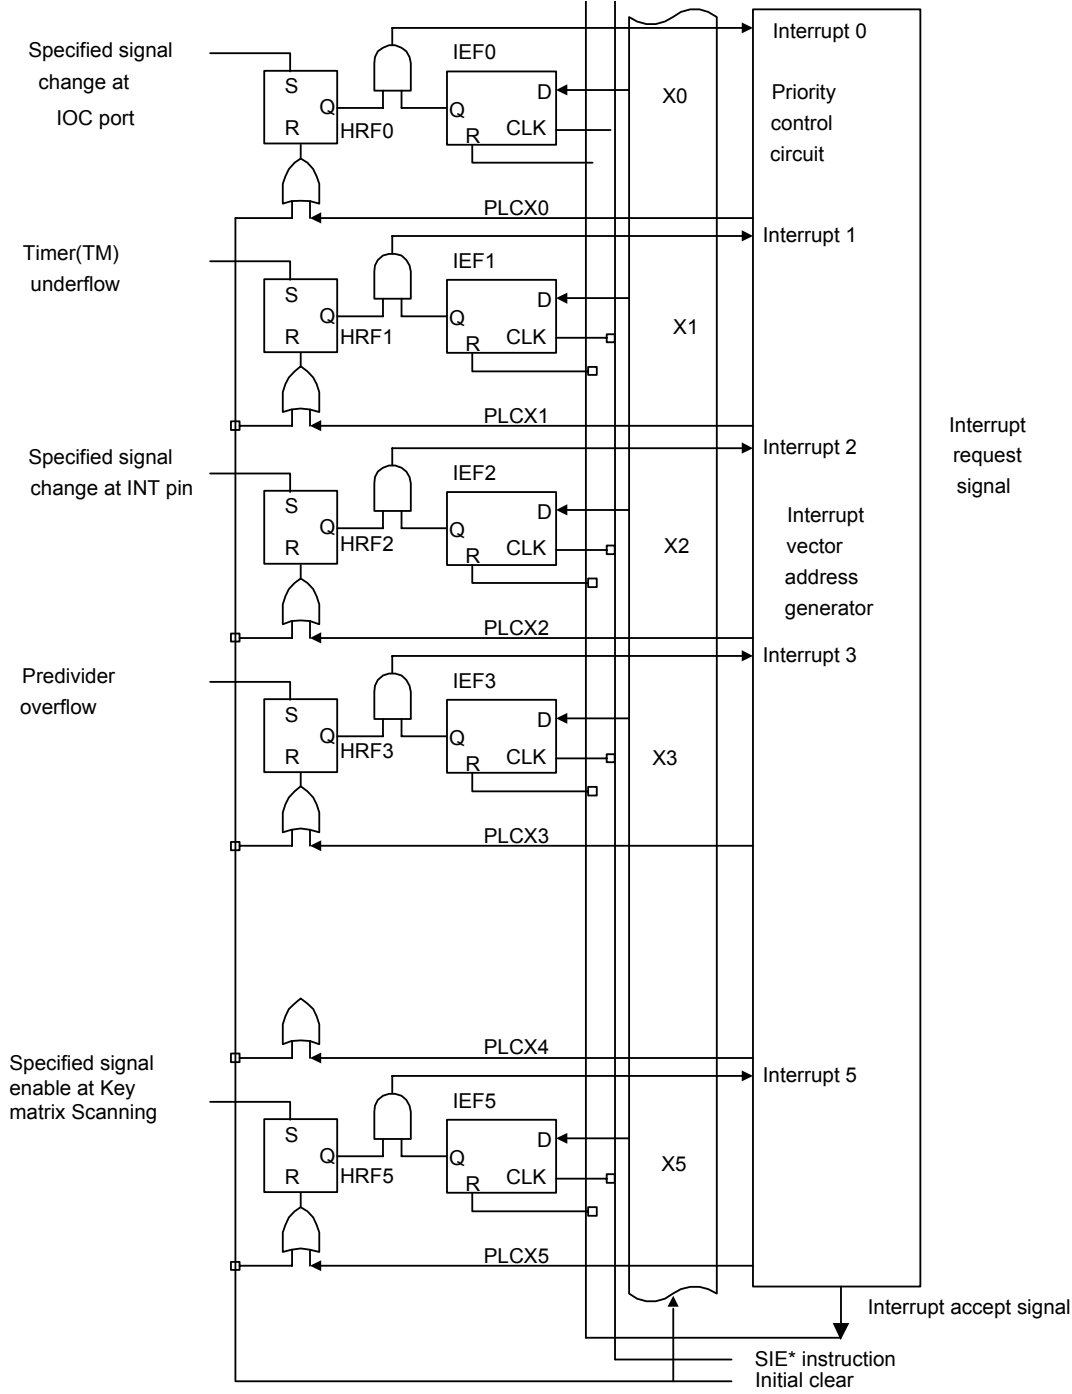 Specified signal
change at
IOC port
S
Q
R
HRF0
IEF0
Q
D
CLK
R
X0
Interrupt 0
Priority
control
circuit
PLCX0
Timer(TM)
underflow
S
Q
R
HRF1
IEF1
Q
D
CLK
R
X1
Interrupt 1
PLCX1
Specified signal
change at INT pin
S
Q
R
HRF2
IEF2
Q
D
CLK
R
X2
Interrupt 2
Interrupt
vector
address
generator
Interrupt
request
signal
PLCX2
Predivider
overflow
S
Q
R
HRF3
IEF3
Q
D
CLK
R
X3
Interrupt 3
PLCX3
PLCX4
Specified signal
enable at Key
matrix Scanning
S
Q
R
HRF5
IEF5
Q
D
CLK
R
X5
Interrupt 5
PLCX5
Interrupt accept signal
SIE* instruction
Initial clear